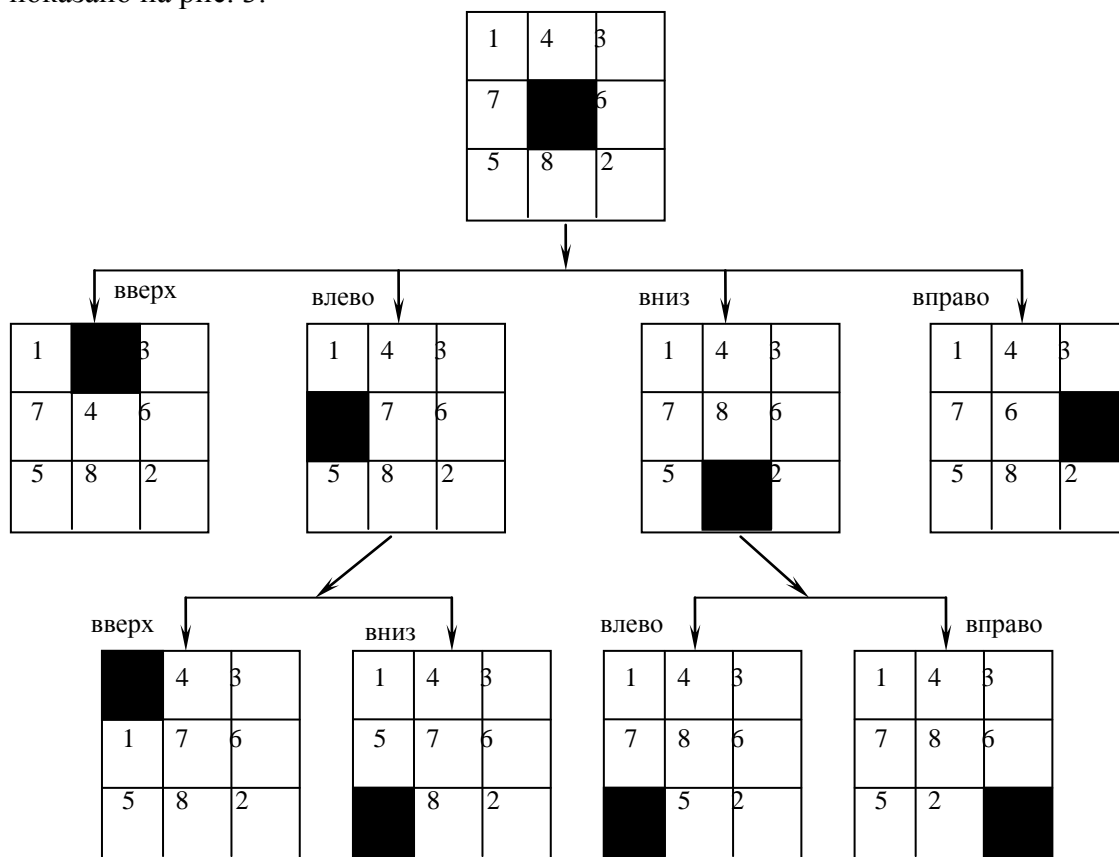 показано на рис. 3.
1 4 3
7 6
5 8 2
вверх влево вниз вправо
1 3 1 4 3 1 4 3 1 4 3
7 4 6 7 6 7 8 6 7 6
5 8 2 5 8 2 5 2 5 8 2
вверх вниз влево вправо
4 3 1 4 3 1 4 3 1 4 3
1 7 6 5 7 6 7 8 6 7 8 6
5 8 2 8 2 5 2 5 2